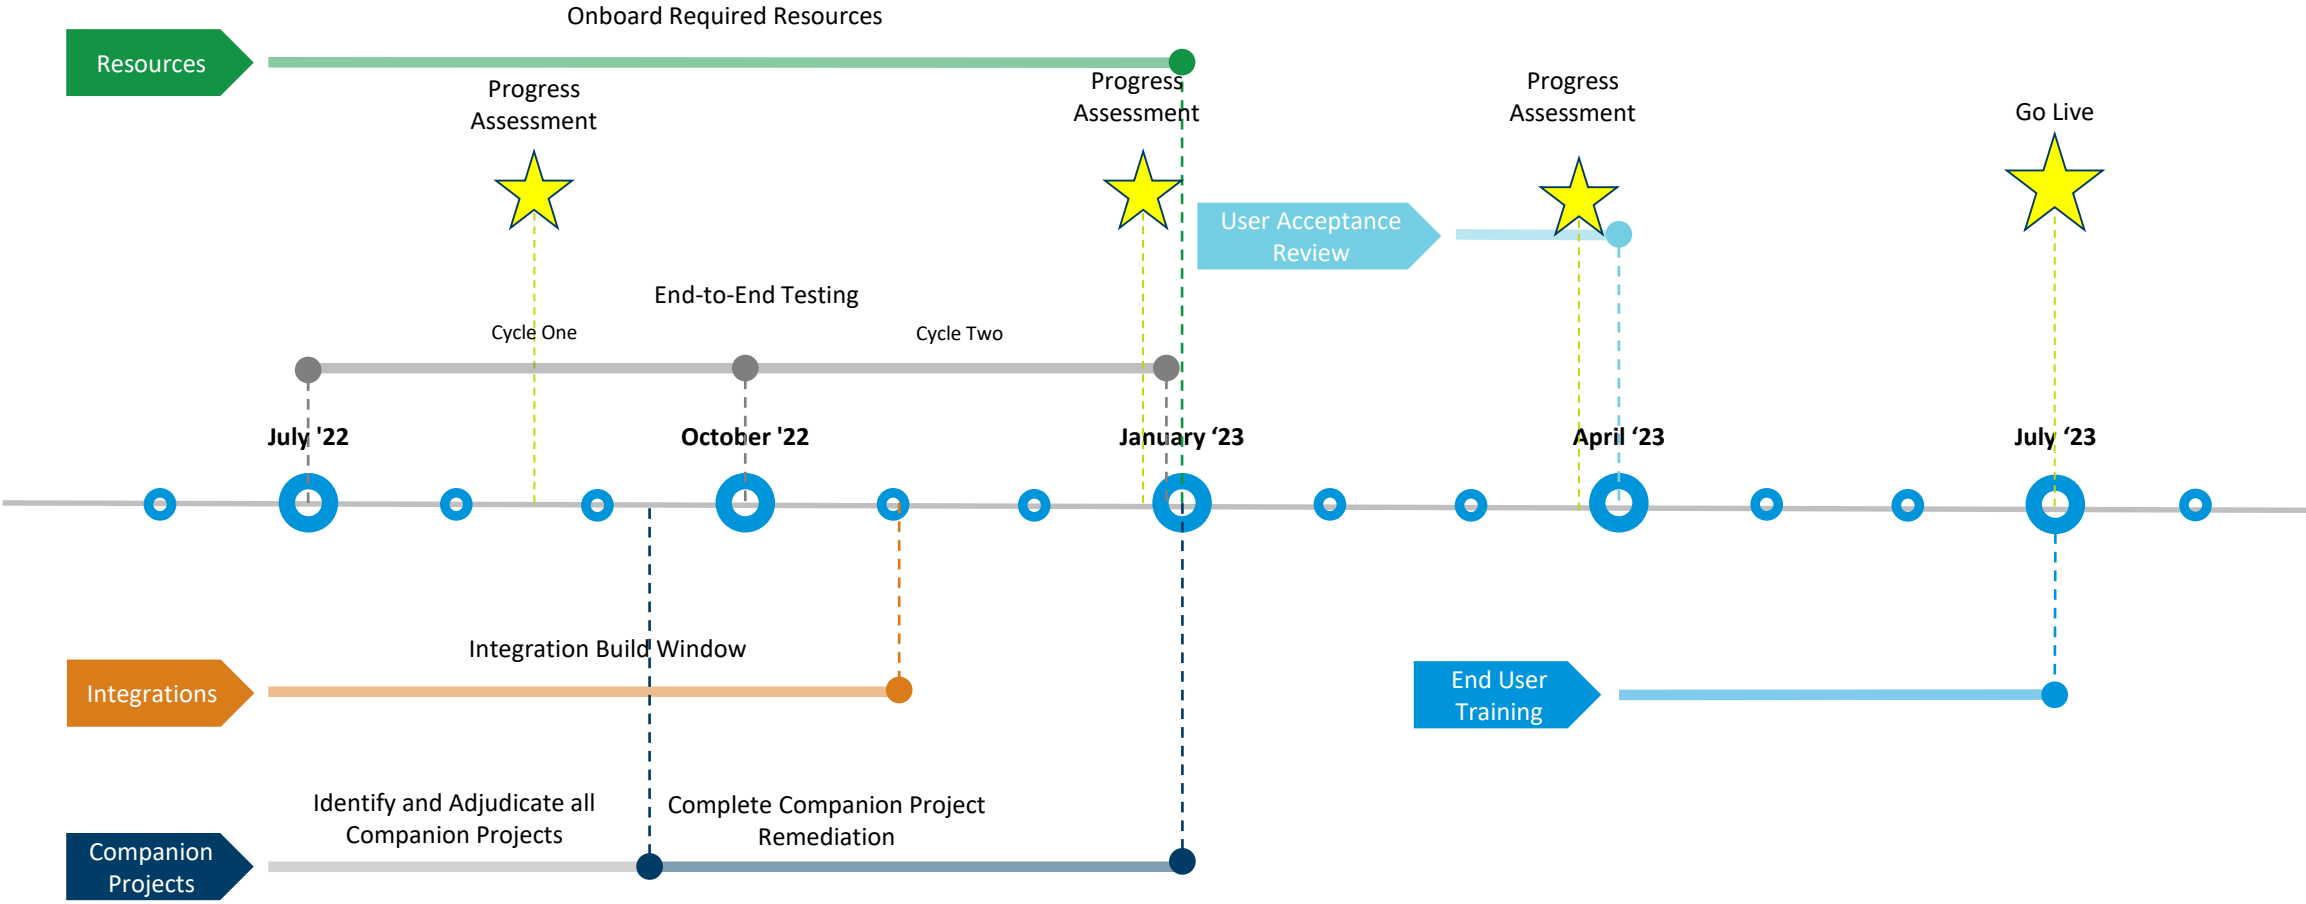 Onboard Required Resources
Resources
Progress
Assessment
Progress
Assessment
Progress
Assessment
Go Live
User Acceptance
Review
End-to-End Testing
Cycle One
Cycle Two
July '22
October '22
January ‘23
April ‘23
July ‘23
Integration Build Window
Integrations
End User
Training
Identify and Adjudicate all
Companion Projects
Complete Companion Project
Remediation
Companion
Projects